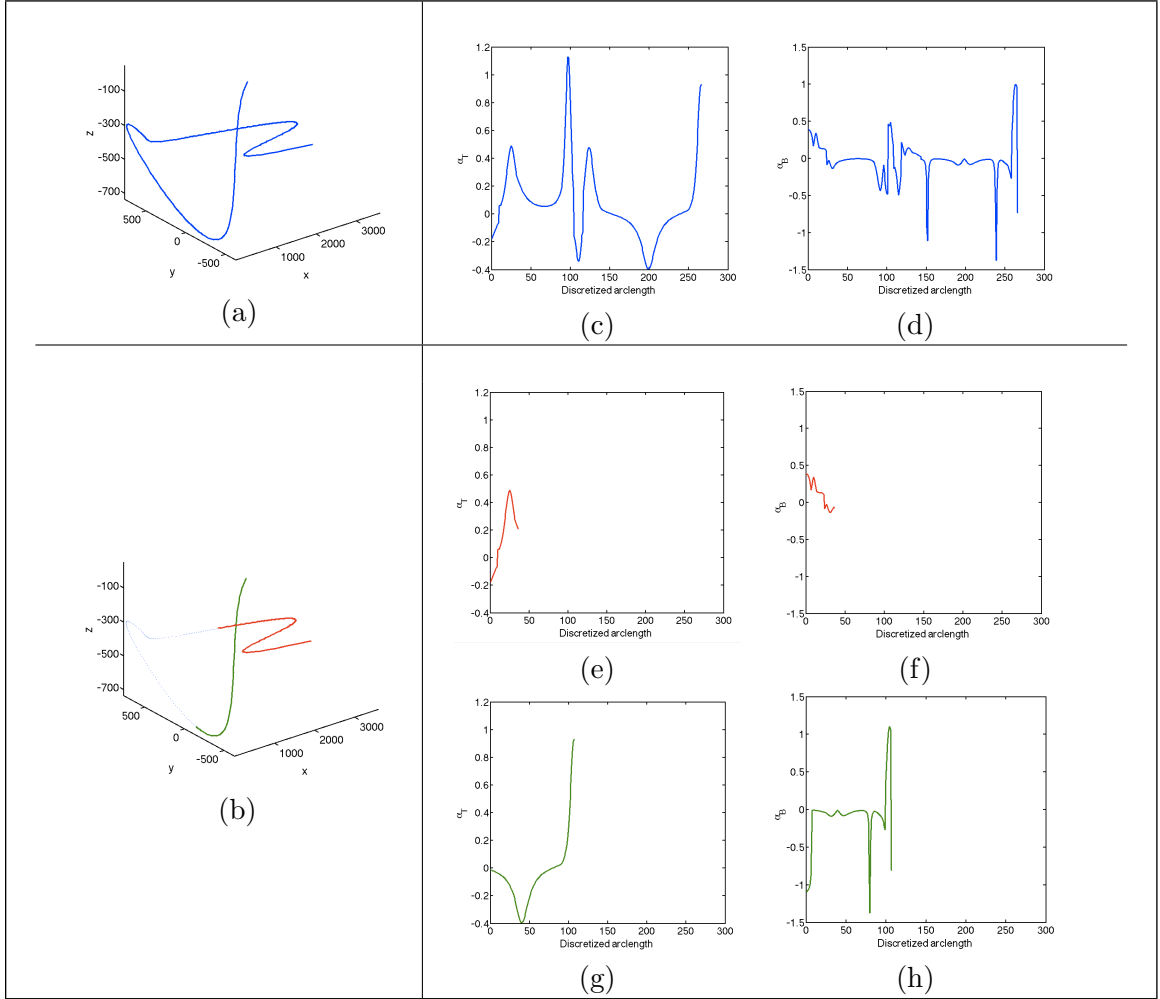 -100
-300
-500
-700
z
500
0
-500
y
1000
2000
3000
x
(a)
1.2
1
0.8
0.6
0.4
0.2
0
-0.2
-0.4
α_T
0 50 100 150 200 250 300
Discretized arclength
(c)
1.5
1
0.5
0
-0.5
-1
-1.5
α_B
0 50 100 150 200 250 300
Discretized arclength
(d)
-100
-300
-500
-700
z
500
0
-500
y
1000
2000
3000
x
(b)
1.2
1
0.8
0.6
0.4
0.2
0
-0.2
-0.4
α_T
0 50 100 150 200 250 300
Discretized arclength
(e)
1.5
1
0.5
0
-0.5
-1
-1.5
α_B
0 50 100 150 200 250 300
Discretized arclength
(f)
1.2
1
0.8
0.6
0.4
0.2
0
-0.2
-0.4
α_T
0 50 100 150 200 250 300
Discretized arclength
(g)
1.5
1
0.5
0
-0.5
-1
-1.5
α_B
0 50 100 150 200 250 300
Discretized arclength
(h)